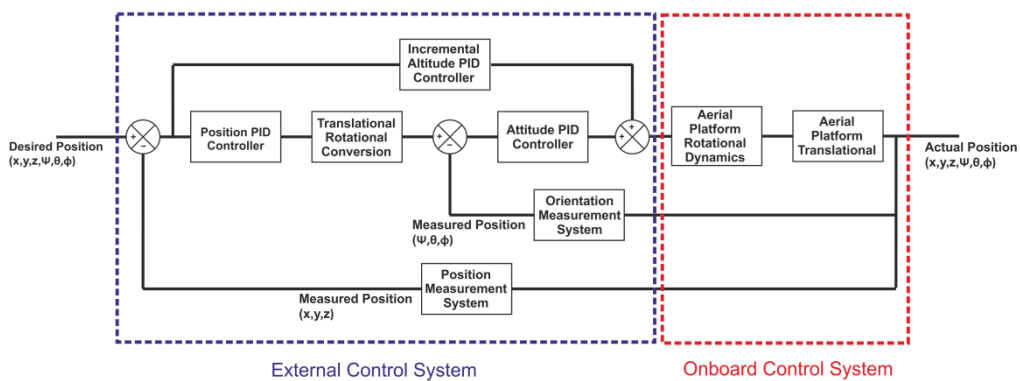 Incremental
Altitude PID
Controller
Desired Position
(x,y,z,Ψ,θ,ϕ)
+
−
Position PID
Controller
Translational
Rotational
Conversion
+
−
Attitude PID
Controller
+
+
Aerial
Platform
Rotational
Dynamics
Aerial
Platform
Translational
Actual Position
(x,y,z,Ψ,θ,ϕ)
Orientation
Measurement
System
Measured Position
(Ψ,θ,ϕ)
Position
Measurement
System
Measured Position
(x,y,z)
External Control System
Onboard Control System